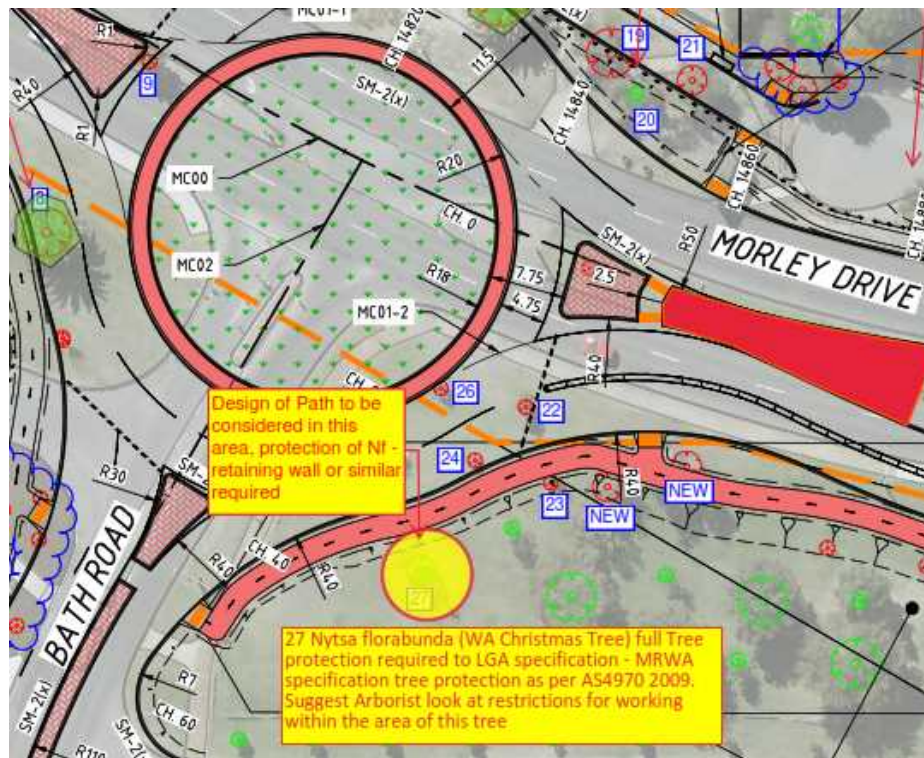 MC01-1
CH. 14820
R1
9
R40
R1
SM-2(x)
11.5
CH. 14840
19
21
20
CH. 14860
R20
MC00
CH. 0
8
MC02
R18
7.75
4.75
SM-2(x)
2.5
R50
MORLEY DRIVE
MC01-2
R40
26
22
Design of Path to be
considered in this
area, protection of Nf -
retaining wall or similar
required
24
R30
R40
23
NEW
NEW
BATH ROAD
R40
CH. 40
R40
27
27 Nytsa florabunda (WA Christmas Tree) full Tree
protection required to LGA specification - MRWA
specification tree protection as per AS4970 2009.
Suggest Arborist look at restrictions for working
within the area of this tree
R7
CH. 60
SM-2(x)